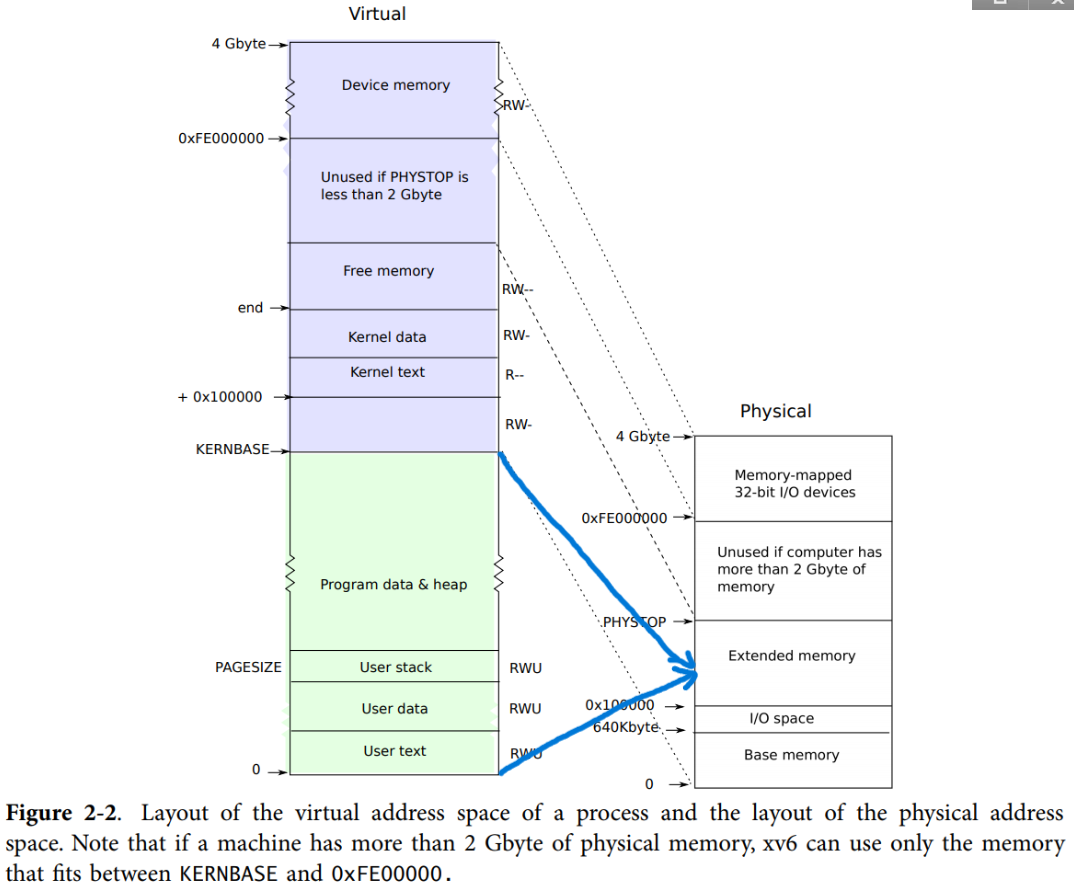 Virtual
4 Gbyte
Device memory
RW-
0xFE000000
Unused if PHYSTOP is
less than 2 Gbyte
Free memory
RW--
end
Kernel data
RW-
Kernel text
R--
+ 0x100000
RW-
KERNBASE
Program data & heap
PAGESIZE
User stack
RWU
User data
RWU
User text
RWU
0
Physical
4 Gbyte
Memory-mapped
32-bit I/O devices
0xFE000000
Unused if computer has
more than 2 Gbyte of
memory
PHYSTOP
Extended memory
0x100000
I/O space
640Kbyte
Base memory
0
Figure 2-2. Layout of the virtual address space of a process and the layout of the physical address
space. Note that if a machine has more than 2 Gbyte of physical memory, xv6 can use only the memory
that fits between KERNBASE and 0xFE00000.